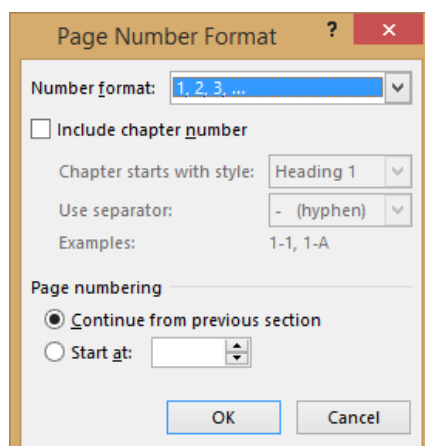 Page Number Format ? ×
Number format: 1, 2, 3, ...
Include chapter number
Chapter starts with style: Heading 1
Use separator: - (hyphen)
Examples: 1-1, 1-A
Page numbering
Continue from previous section
Start at:
OK Cancel